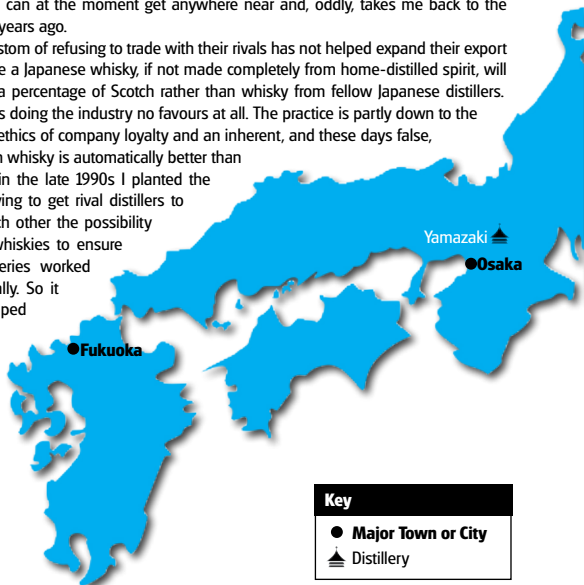 can at the moment get anywhere near and, oddly, takes me back to the
years ago.
stom of refusing to trade with their rivals has not helped expand their export
e a Japanese whisky, if not made completely from home-distilled spirit, will
a percentage of Scotch rather than whisky from fellow Japanese distillers.
s doing the industry no favours at all. The practice is partly down to the
ethics of company loyalty and an inherent, and these days false,
n whisky is automatically better than
in the late 1990s I planted the
ying to get rival distillers to
ch other the possibility
whiskies to ensure
eries worked
ally. So it
ped
Yamazaki
Osaka
Fukuoka
Key
Major Town or City
Distillery